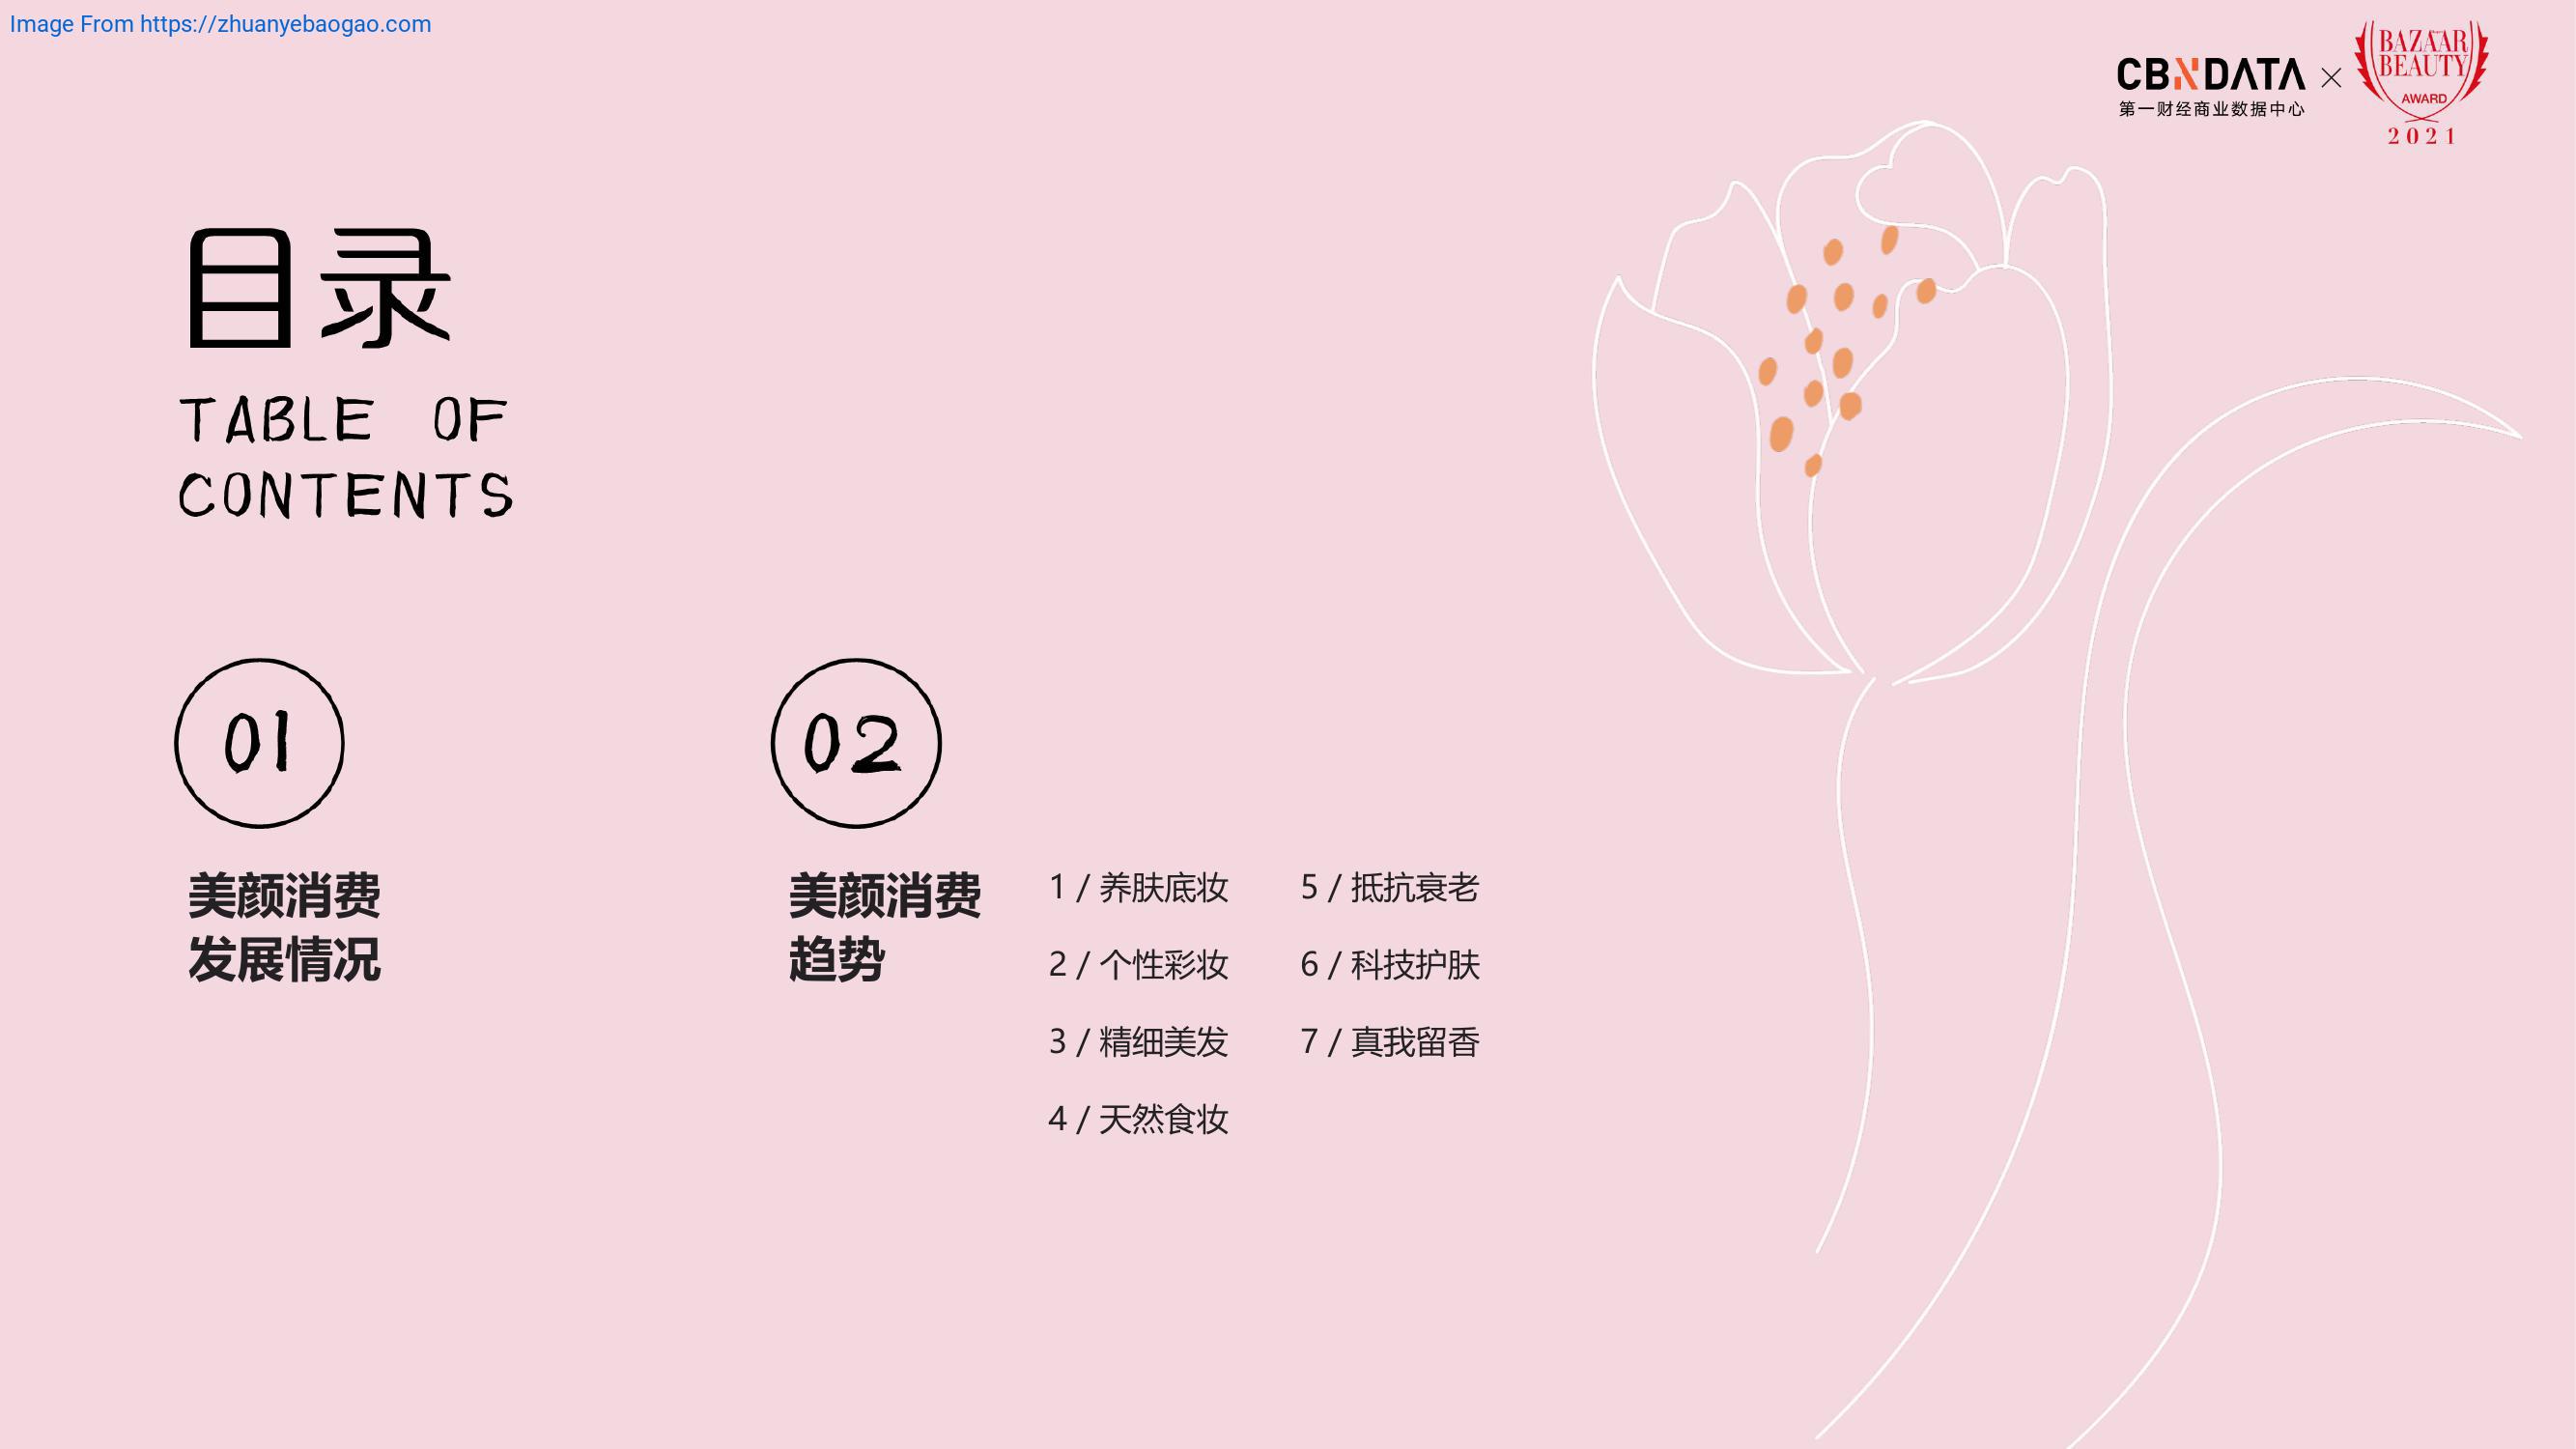 Image From https://zhuanyebaogao.com
CBNDATA
第一财经商业数据中心
×
BAZAAR
BEAUTY
AWARD
2021
目录
TABLE OF
CONTENTS
01
美颜消费
发展情况
02
美颜消费
趋势
1 / 养肤底妆
2 / 个性彩妆
3 / 精细美发
4 / 天然食妆
5 / 抵抗衰老
6 / 科技护肤
7 / 真我留香